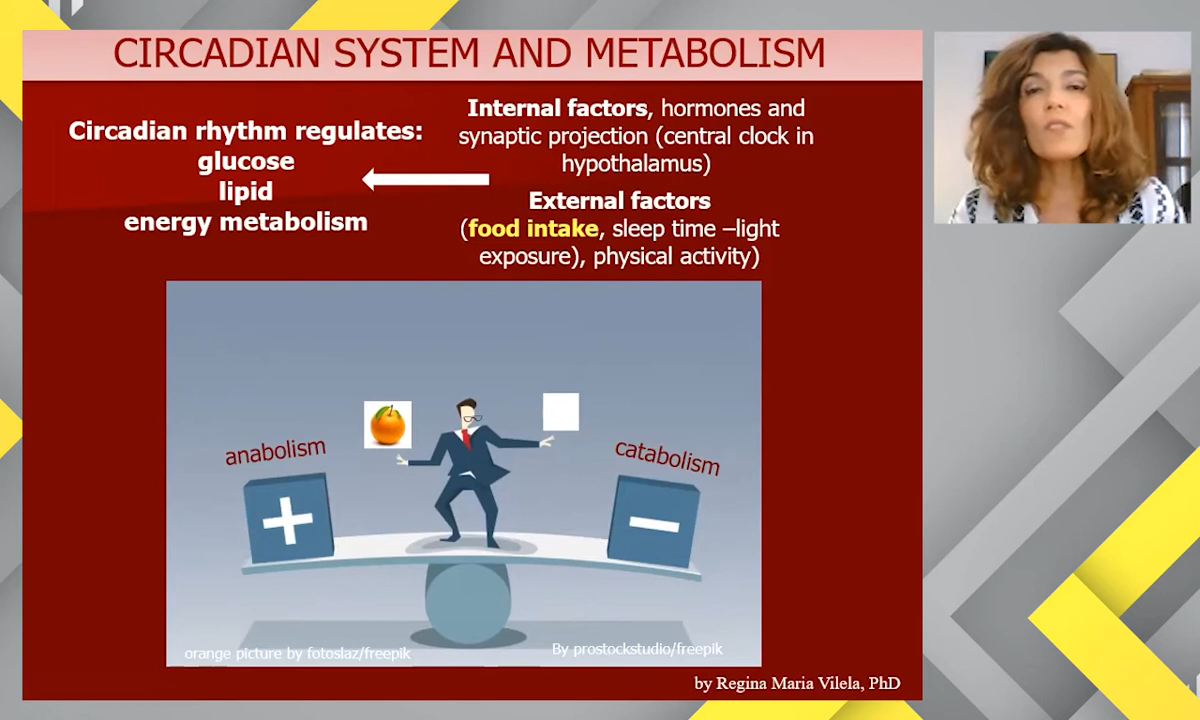 CIRCADIAN SYSTEM AND METABOLISM
Circadian rhythm regulates:
glucose
lipid
energy metabolism
Internal factors, hormones and
synaptic projection (central clock in
hypothalamus)
External factors
(food intake, sleep time –light
exposure), physical activity)
anabolism
catabolism
orange picture by fotoslaz/freepik
By prostockstudio/freepik
by Regina Maria Vilela, PhD